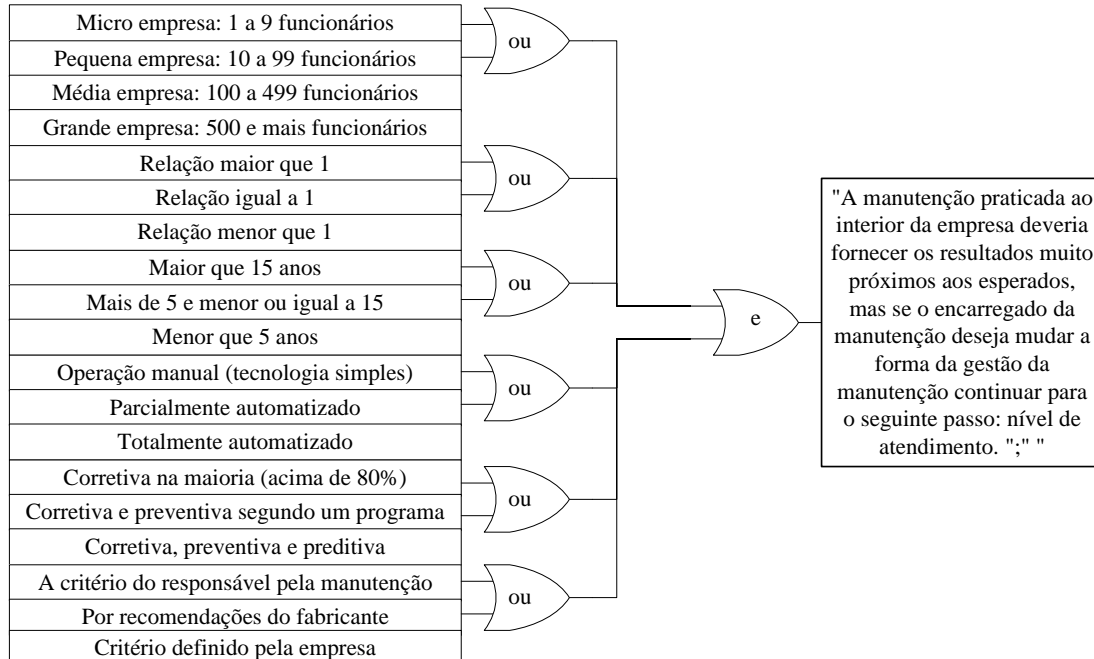 Micro empresa: 1 a 9 funcionários
Pequena empresa: 10 a 99 funcionários
Média empresa: 100 a 499 funcionários
Grande empresa: 500 e mais funcionários
Relação maior que 1
Relação igual a 1
Relação menor que 1
Maior que 15 anos
Mais de 5 e menor ou igual a 15
Menor que 5 anos
Operação manual (tecnologia simples)
Parcialmente automatizado
Totalmente automatizado
Corretiva na maioria (acima de 80%)
Corretiva e preventiva segundo um programa
Corretiva, preventiva e preditiva
A critério do responsável pela manutenção
Por recomendações do fabricante
Critério definido pela empresa
ou
ou
ou
ou
ou
ou
e
"A manutenção praticada ao
interior da empresa deveria
fornecer os resultados muito
próximos aos esperados,
mas se o encarregado da
manutenção deseja mudar a
forma da gestão da
manutenção continuar para
o seguinte passo: nível de
atendimento. ";" "